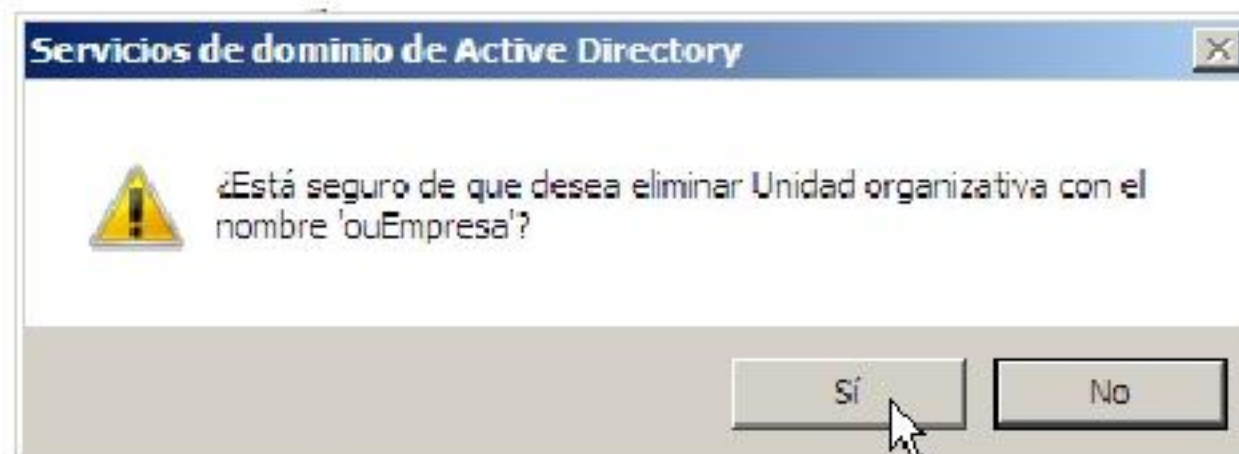 Servicios de dominio de Active Directory
¿Está seguro de que desea eliminar Unidad organizativa con el
nombre 'ouEmpresa'?
Sí
No